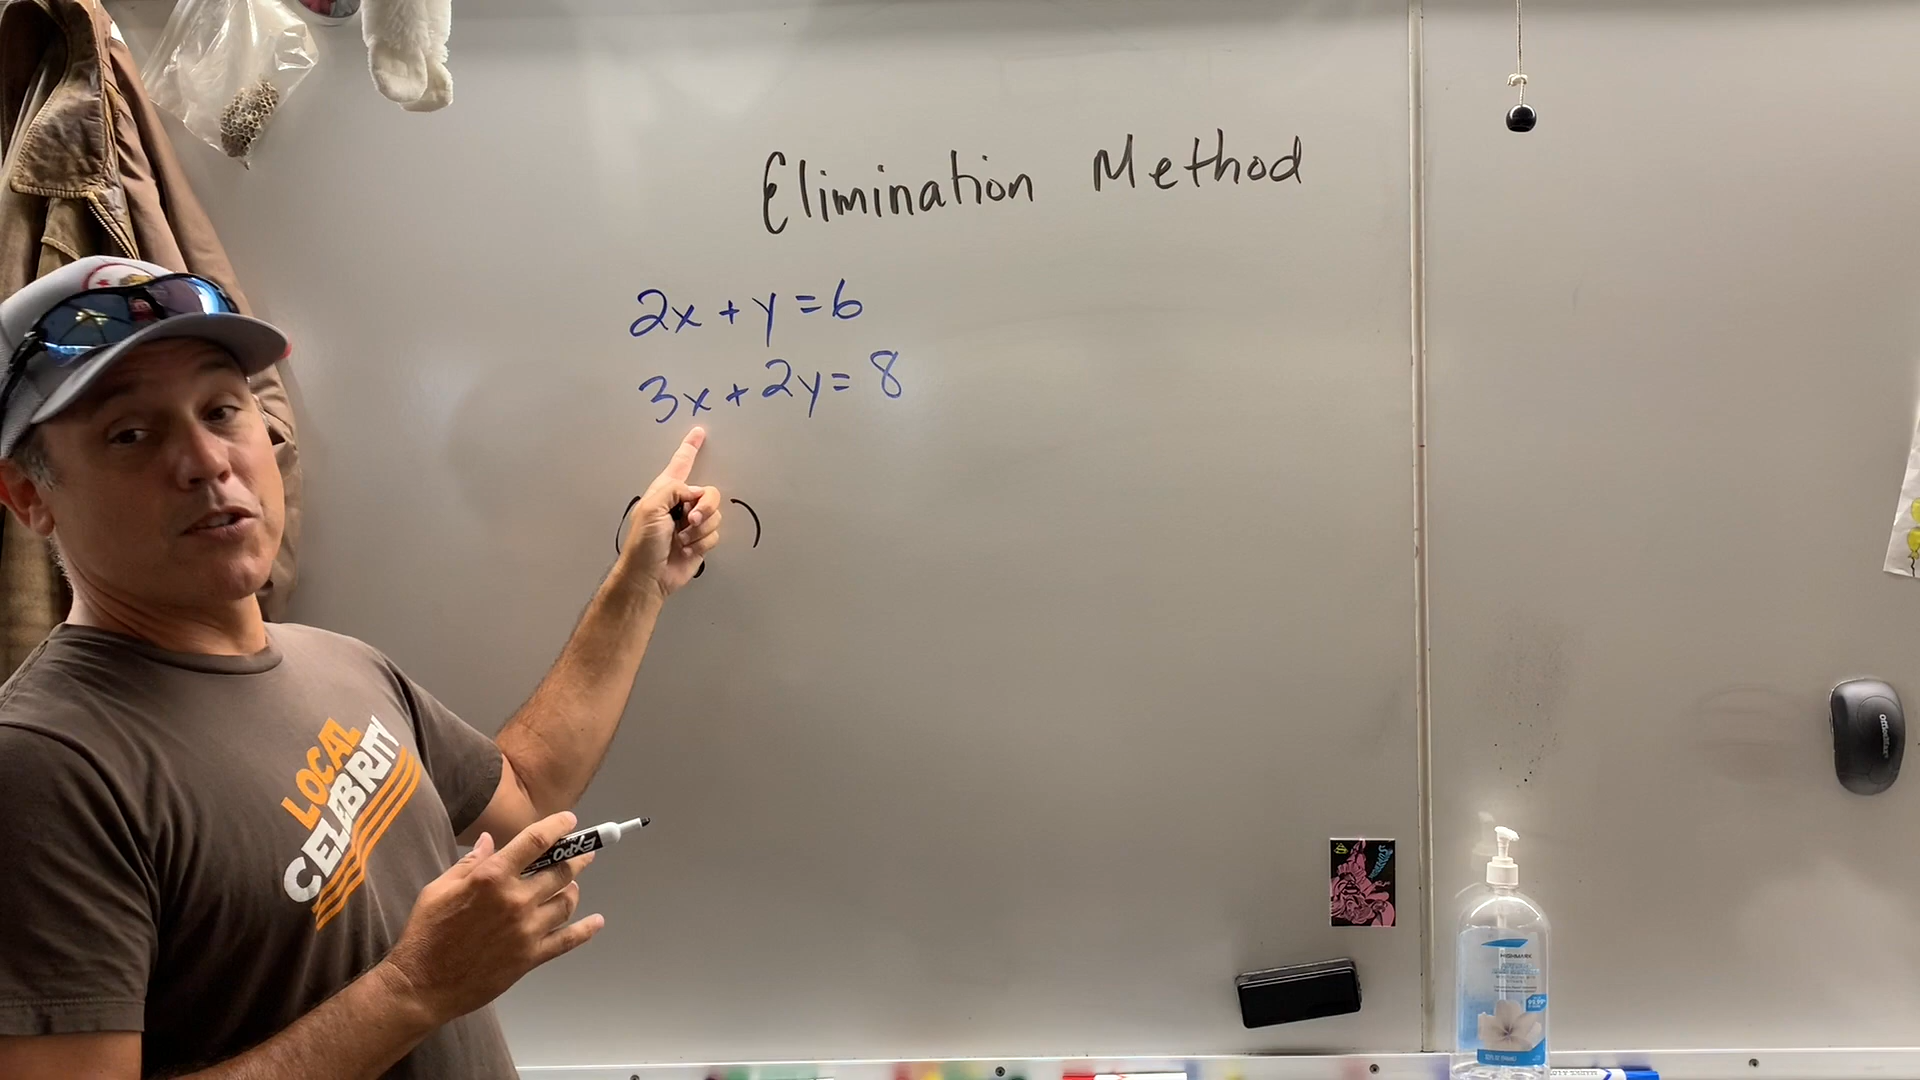 Elimination Method
2x + y = 6
3x + 2y = 8
( , )
LOCAL
CELEBRITY
EXPO